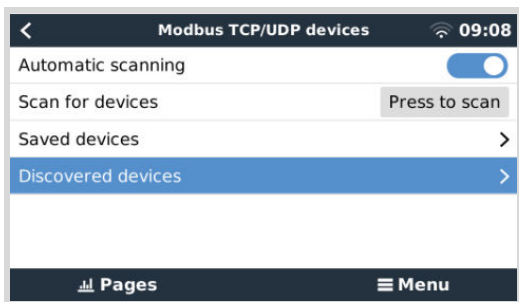 Modbus TCP/UDP devices 09:08
Automatic scanning
Scan for devices Press to scan
Saved devices
Discovered devices
Pages Menu